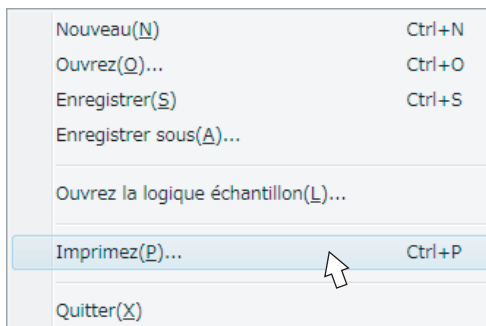 Nouveau(N) Ctrl+N
Ouvrez(O)... Ctrl+O
Enregistrer(S) Ctrl+S
Enregistrer sous(A)...
Ouvrez la logique échantillon(L)...
Imprimez(P)... Ctrl+P
Quitter(X)